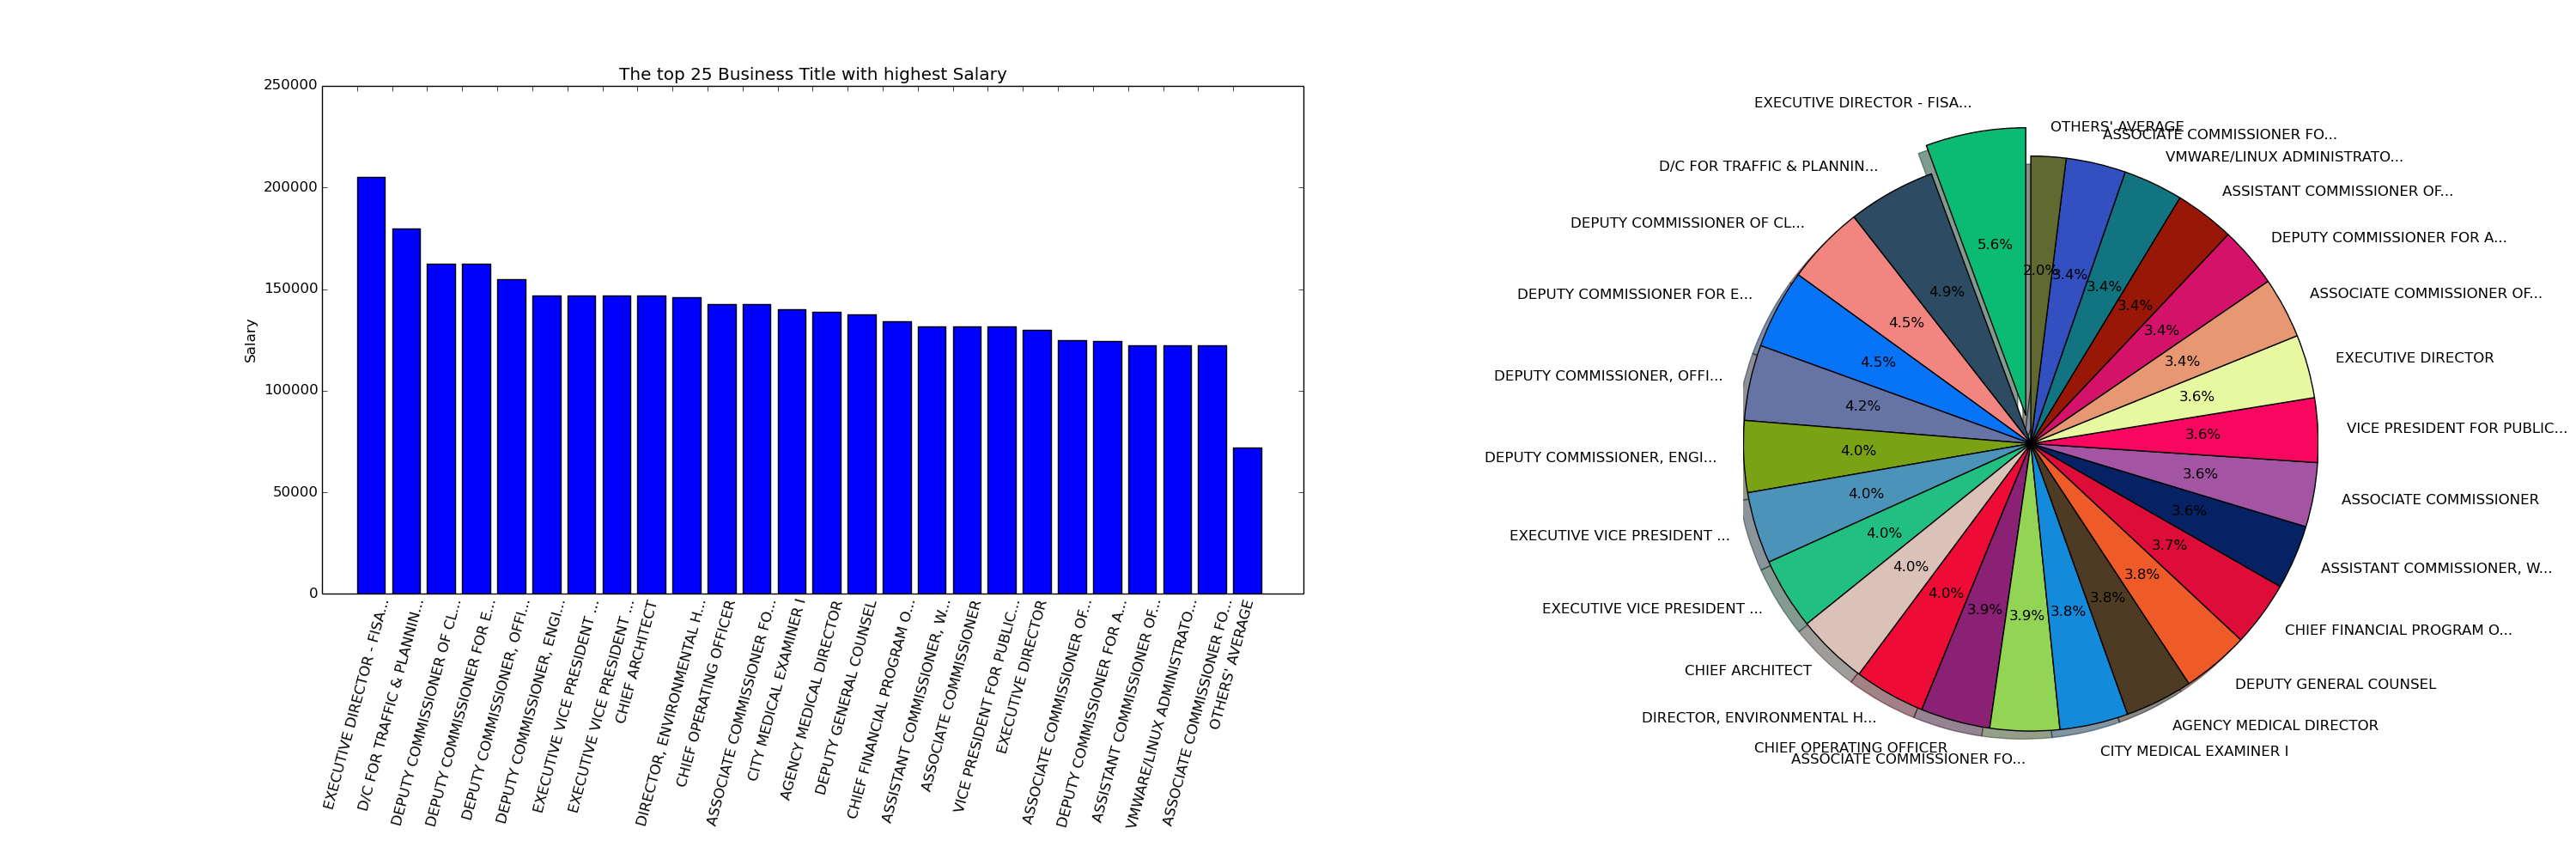 The top 25 Business Title with highest Salary
250000
200000
150000
100000
50000
0
Salary
EXECUTIVE DIRECTOR - FISA...
D/C FOR TRAFFIC & PLANNIN...
DEPUTY COMMISSIONER OF CL...
DEPUTY COMMISSIONER FOR E...
DEPUTY COMMISSIONER, OFFI...
DEPUTY COMMISSIONER, ENGI...
EXECUTIVE VICE PRESIDENT ...
EXECUTIVE VICE PRESIDENT ...
CHIEF ARCHITECT
DIRECTOR, ENVIRONMENTAL H...
CHIEF OPERATING OFFICER
ASSOCIATE COMMISSIONER FO...
CITY MEDICAL EXAMINER I
AGENCY MEDICAL DIRECTOR
DEPUTY GENERAL COUNSEL
CHIEF FINANCIAL PROGRAM O...
ASSISTANT COMMISSIONER, W...
ASSOCIATE COMMISSIONER
VICE PRESIDENT FOR PUBLIC...
EXECUTIVE DIRECTOR
ASSOCIATE COMMISSIONER OF...
DEPUTY COMMISSIONER FOR A...
ASSISTANT COMMISSIONER OF...
VMWARE/LINUX ADMINISTRATO...
ASSOCIATE COMMISSIONER FO...
OTHERS' AVERAGE
EXECUTIVE DIRECTOR - FISA...
D/C FOR TRAFFIC & PLANNIN...
DEPUTY COMMISSIONER OF CL...
DEPUTY COMMISSIONER FOR E...
DEPUTY COMMISSIONER, OFFI...
DEPUTY COMMISSIONER, ENGI...
EXECUTIVE VICE PRESIDENT ...
EXECUTIVE VICE PRESIDENT ...
CHIEF ARCHITECT
DIRECTOR, ENVIRONMENTAL H...
CHIEF OPERATING OFFICER
ASSOCIATE COMMISSIONER FO...
CITY MEDICAL EXAMINER I
AGENCY MEDICAL DIRECTOR
DEPUTY GENERAL COUNSEL
CHIEF FINANCIAL PROGRAM O...
ASSISTANT COMMISSIONER, W...
ASSOCIATE COMMISSIONER
VICE PRESIDENT FOR PUBLIC...
EXECUTIVE DIRECTOR
ASSOCIATE COMMISSIONER OF...
DEPUTY COMMISSIONER FOR A...
ASSISTANT COMMISSIONER OF...
VMWARE/LINUX ADMINISTRATO...
ASSOCIATE COMMISSIONER FO...
OTHERS' AVERAGE
5.6%
4.9%
4.5%
4.5%
4.2%
4.0%
4.0%
4.0%
4.0%
4.0%
3.9%
3.9%
3.8%
3.8%
3.8%
3.7%
3.6%
3.6%
3.6%
3.6%
3.4%
3.4%
3.4%
3.4%
3.4%
2.0%